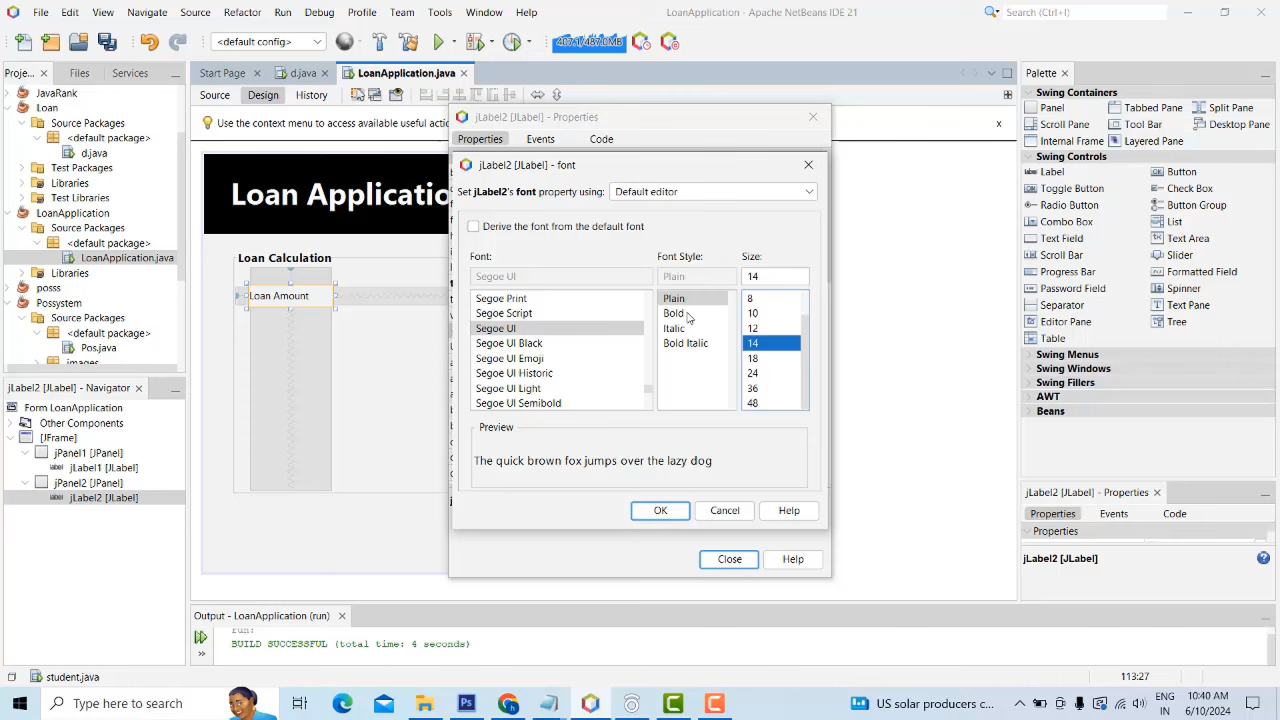 File Edit View Navigate Source Refactor Run Debug Profile Team Tools Window Help
LoanApplication - Apache NetBeans IDE 21
Search (Ctrl+I)
<default config>
407.1/487.0MB
Proje... Files Services
JavaRank
Loan
Source Packages
<default package>
d.java
Test Packages
Libraries
Test Libraries
LoanApplication
Source Packages
<default package>
LoanApplication.java
Libraries
posss
Possystem
Source Packages
<default package>
Pos.java
images
jLabel2 [JLabel] - Navigator
Form LoanApplication
Other Components
[JFrame]
jPanel1 [JPanel]
jLabel1 [JLabel]
jPanel2 [JPanel]
jLabel2 [JLabel]
Start Page d.java LoanApplication.java
Source Design History
Use the context menu to access available useful actio
x
Loan Applicatio
Loan Calculation
Loan Amount
jLabel2 [JLabel] - Properties
Properties Events Code
jLabel2 [JLabel] - font
Set jLabel2's font property using: Default editor
Derive the font from the default font
Font: Font Style: Size:
Segoe UI Plain 14
Segoe Print Plain 8
Segoe Script Bold 10
Segoe UI Italic 12
Segoe UI Black Bold Italic 14
Segoe UI Emoji 18
Segoe UI Historic 24
Segoe UI Light 36
Segoe UI Semibold 48
Preview
The quick brown fox jumps over the lazy dog
OK Cancel Help
Close Help
Palette
Swing Containers
Panel Tabbed Pane Split Pane
Scroll Pane Tool Bar Desktop Pane
Internal Frame Layered Pane
Swing Controls
Label Button
Toggle Button Check Box
Radio Button Button Group
Combo Box List
Text Field Text Area
Scroll Bar Slider
Progress Bar Formatted Field
Password Field Spinner
Separator Text Pane
Editor Pane Tree
Table
Swing Menus
Swing Windows
Swing Fillers
AWT
Beans
jLabel2 [JLabel] - Properties
Properties Events Code
Properties
jLabel2 [JLabel]
Output - LoanApplication (run)
run:
BUILD SUCCESSFUL (total time: 4 seconds)
student.java
113:27
Type here to search
US solar producers c...
ENG
IN
10:40 AM
6/10/2024